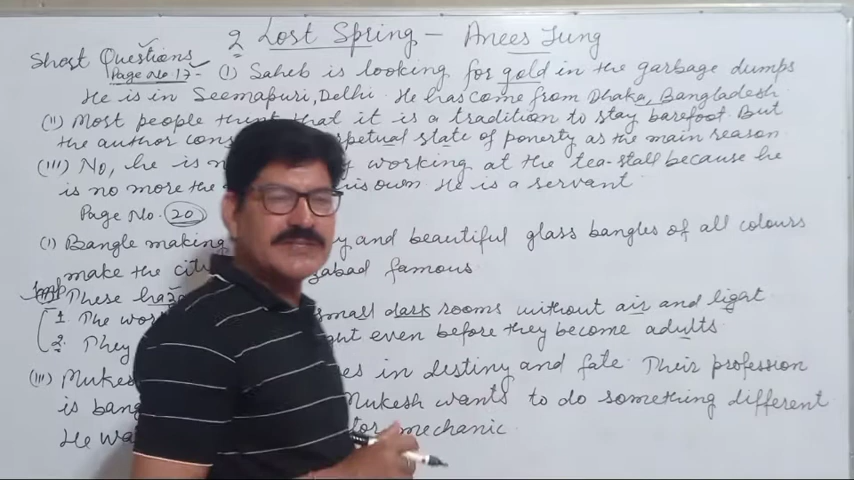 2 Lost Spring - Anees Jung
Short Questions
Page No. 17- (I) Saheb is looking for gold in the garbage dumps
He is in Seemapuri, Delhi. He has come from Dhaka, Bangladesh.
(II) Most people think that it is a tradition to stay barefoot. But
the author perpetual state of poverty as the main reason
(III) No, he is working at the tea-stall because he
is no more the his own. He is a servant
Page No. 20
(I) Bangle making and beautiful glass bangles of all colours
make the famous
Imp These
1. The small dark rooms without air and light
2. They even before they become adults.
(III) in destiny and fate. Their profession
is Mukesh wants to do something different
He mechanic